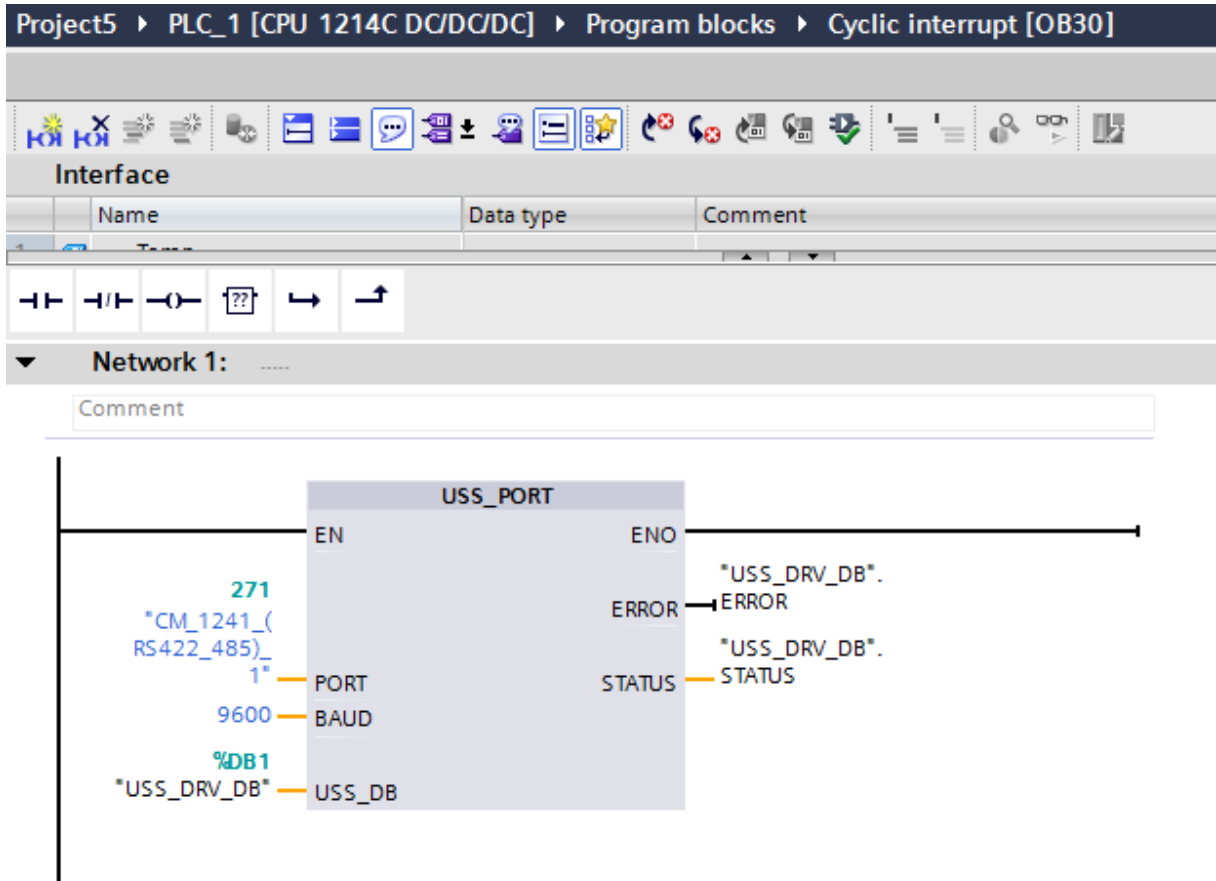 Project5 ▸ PLC_1 [CPU 1214C DC/DC/DC] ▸ Program blocks ▸ Cyclic interrupt [OB30]
Interface
Name Data type Comment
??
Network 1: .....
Comment
USS_PORT
EN ENO
271
"CM_1241_(
RS422_485)_
1"
PORT
9600
BAUD
%DB1
"USS_DRV_DB"
USS_DB
"USS_DRV_DB".
ERROR
ERROR
"USS_DRV_DB".
STATUS
STATUS